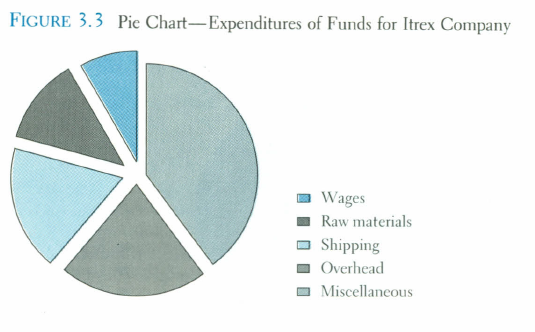 FIGURE 3.3 Pie Chart—Expenditures of Funds for Itrex Company
Wages
Raw materials
Shipping
Overhead
Miscellaneous